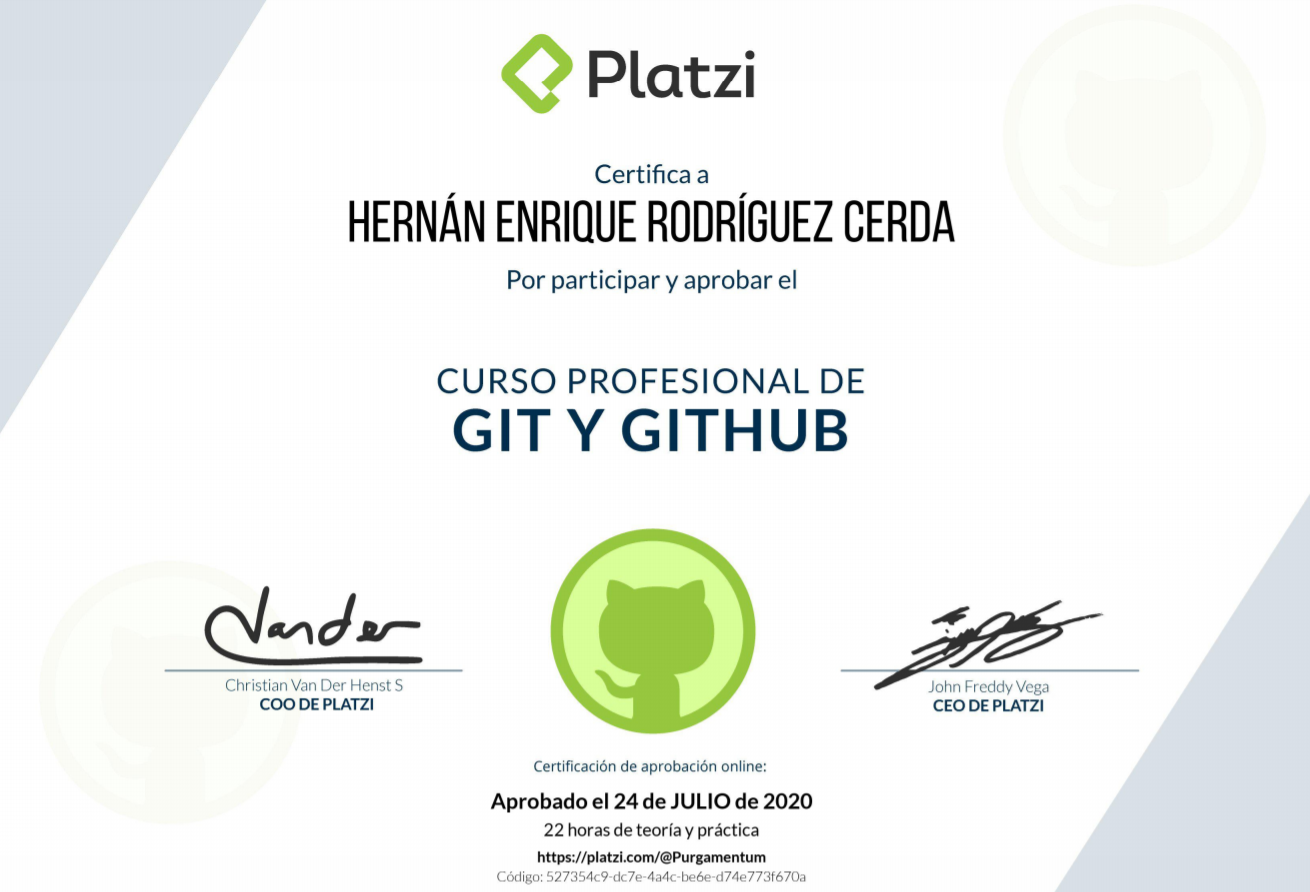 Platzi
Certifica a
HERNÁN ENRIQUE RODRÍGUEZ CERDA
Por participar y aprobar el
CURSO PROFESIONAL DE
GIT Y GITHUB
Vander
Christian Van Der Henst S
COO DE PLATZI
John Freddy Vega
CEO DE PLATZI
Certificación de aprobación online:
Aprobado el 24 de JULIO de 2020
22 horas de teoría y práctica
https://platzi.com/@Purgamentum
Código: 527354c9-dc7e-4a4c-be6e-d74e773f670a